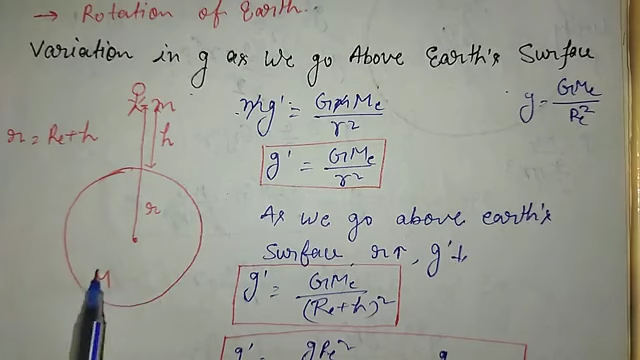 → Rotation of Earth.
Variation in g as we go Above Earth's Surface
m
h
r = Re+h
r
M
mg' = GmMe/r²
g = GMe/Re²
g' = GMe/r²
As we go above earth's
surface, r↑, g'↓
g' = GMe/(Re+h)²
g' gRe² g